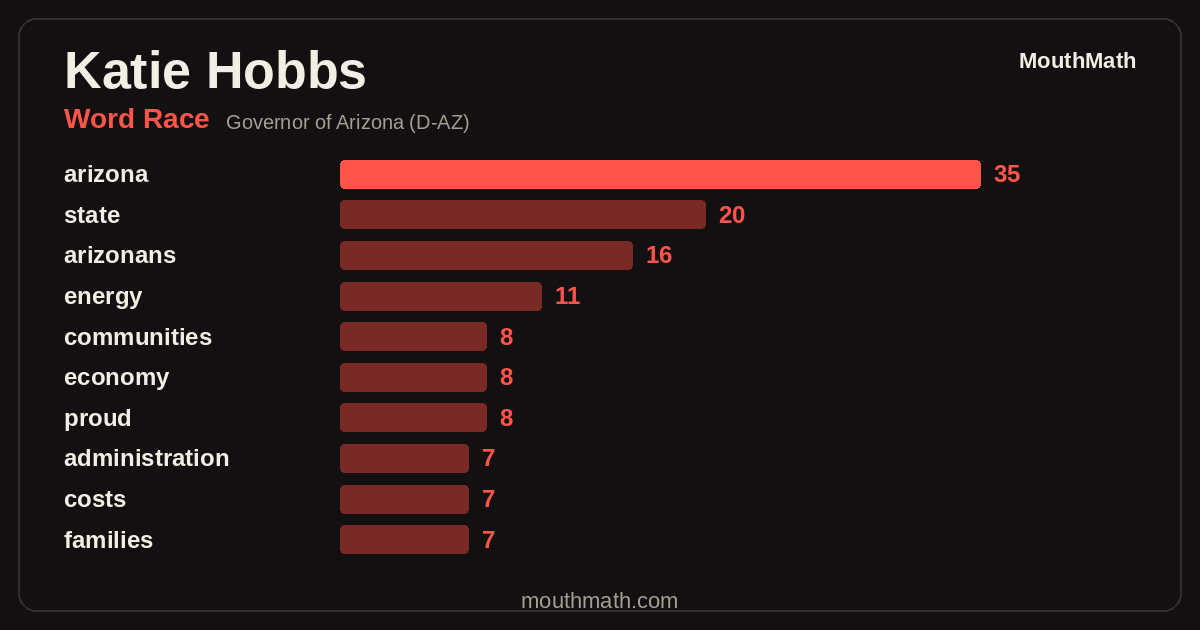 Katie Hobbs
MouthMath
Word Race Governor of Arizona (D-AZ)
arizona 35
state 20
arizonans 16
energy 11
communities 8
economy 8
proud 8
administration 7
costs 7
families 7
mouthmath.com